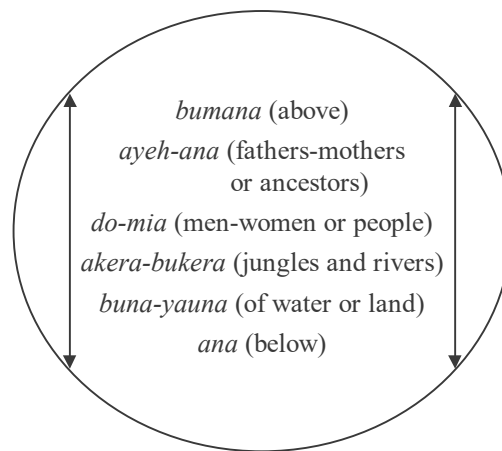 bumana (above)
ayeh-ana (fathers-mothers
or ancestors)
do-mia (men-women or people)
akera-bukera (jungles and rivers)
buna-yauna (of water or land)
ana (below)